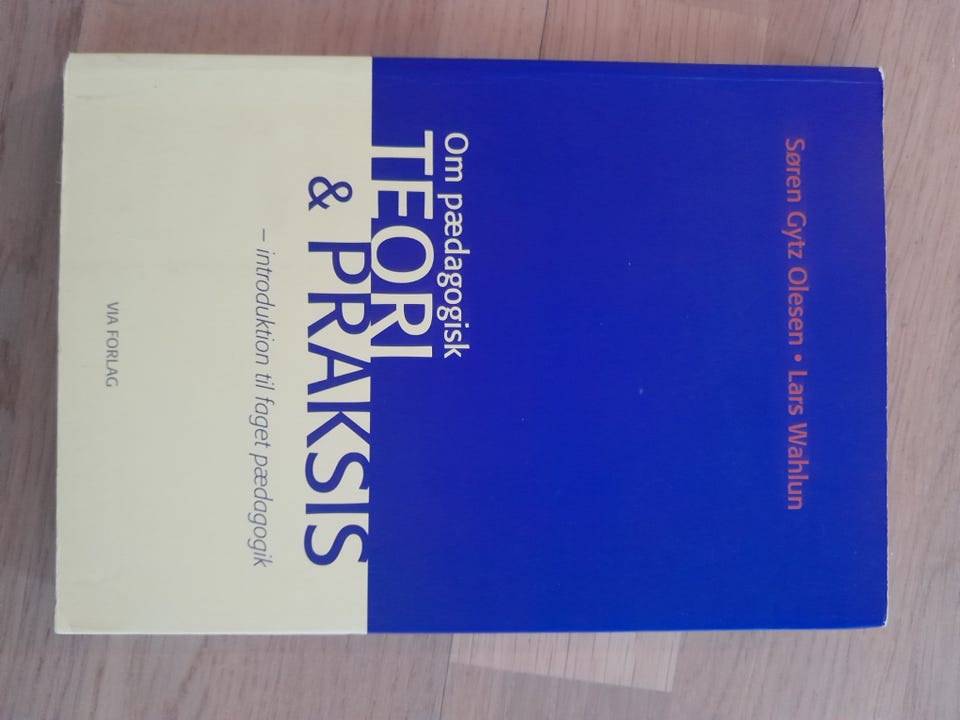 Søren Gytz Olesen • Lars Wahlun
Om pædagogisk
TEORI
& PRAKSIS
– introduktion til faget pædagogik
VIA FORLAG